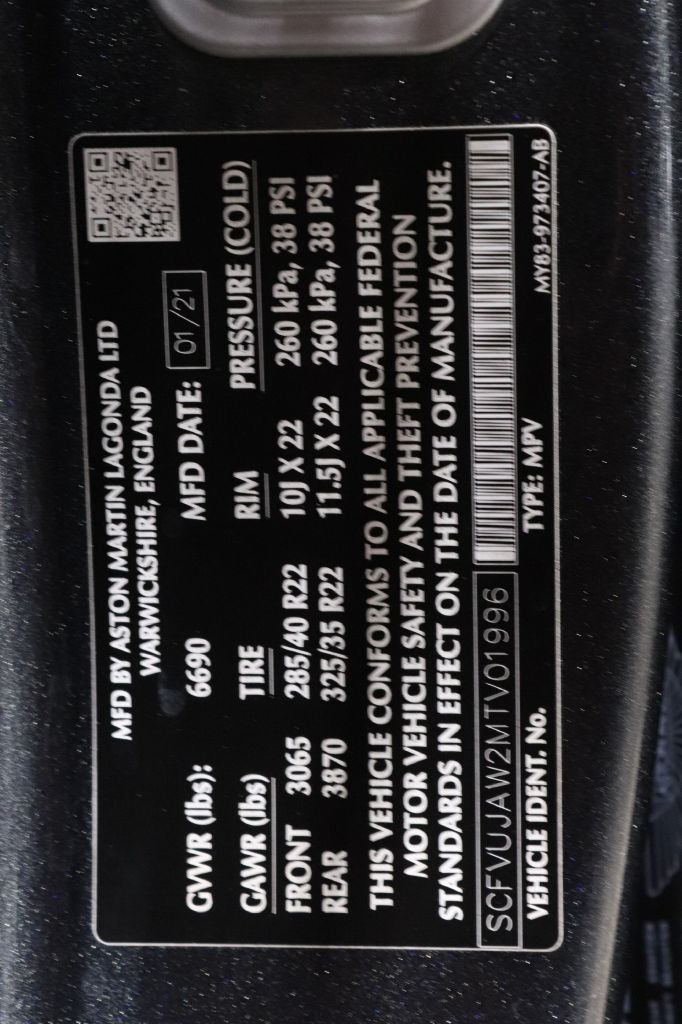 MFD BY ASTON MARTIN LAGONDA LTD
WARWICKSHIRE, ENGLAND
GVWR (lbs): 6690 MFD DATE: 01/21
GAWR (lbs) TIRE RIM PRESSURE (COLD)
FRONT 3065 285/40 R22 10J X 22 260 kPa, 38 PSI
REAR 3870 325/35 R22 11.5J X 22 260 kPa, 38 PSI
THIS VEHICLE CONFORMS TO ALL APPLICABLE FEDERAL
MOTOR VEHICLE SAFETY AND THEFT PREVENTION
STANDARDS IN EFFECT ON THE DATE OF MANUFACTURE.
SCFVUJAW2MTV01996
VEHICLE IDENT. No. TYPE: MPV MY83-973407-AB